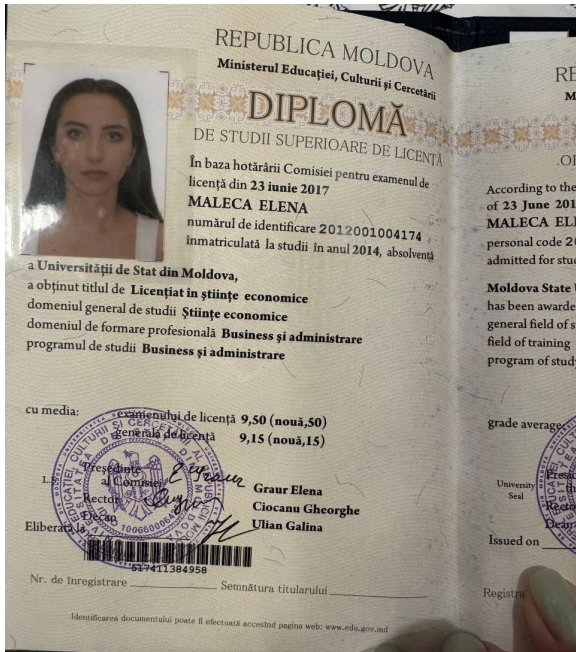 REPUBLICA MOLDOVA
Ministerul Educației, Culturii și Cercetării
DIPLOMĂ
DE STUDII SUPERIOARE DE LICENȚĂ
În baza hotărârii Comisiei pentru examenul de
licență din 23 iunie 2017
MALECA ELENA
numărul de identificare 2012001004174
înmatriculată la studii în anul 2014, absolventă
a Universității de Stat din Moldova,
a obținut titlul de Licențiat în științe economice
domeniul general de studii Științe economice
domeniul de formare profesională Business și administrare
programul de studii Business și administrare
cu media: examenului de licență 9,50 (nouă,50)
generală de licență 9,15 (nouă,15)
L.Ș.
Președinte
al Comisiei Graur Elena
Rector Ciocanu Gheorghe
Decan Ulian Galina
Eliberată la
517411384958
Nr. de înregistrare
Semnătura titularului
Identificarea documentului poate fi efectuată accesînd pagina web: www.edu.gov.md
RE
M
According to the
of 23 June 201
MALECA EL
personal code 20
admitted for stud
Moldova State
has been awarde
general field of s
field of training
program of study
grade average:
University
Seal
Presid
Recto
Dean
Issued on
Registra